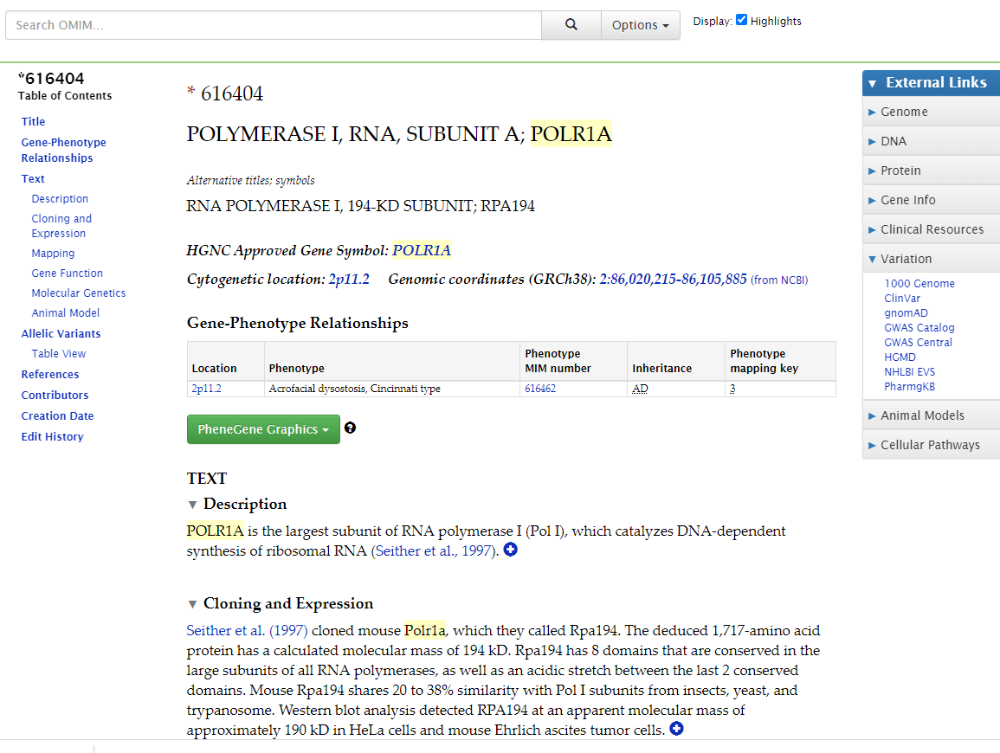 Search OMIM...
Options
Display: Highlights
*616404
Table of Contents
Title
Gene-Phenotype
Relationships
Text
Description
Cloning and
Expression
Mapping
Gene Function
Molecular Genetics
Animal Model
Allelic Variants
Table View
References
Contributors
Creation Date
Edit History
* 616404
POLYMERASE I, RNA, SUBUNIT A; POLR1A
Alternative titles; symbols
RNA POLYMERASE I, 194-KD SUBUNIT; RPA194
HGNC Approved Gene Symbol: POLR1A
Cytogenetic location: 2p11.2 Genomic coordinates (GRCh38): 2:86,020,215-86,105,885 (from NCBI)
Gene-Phenotype Relationships
Location Phenotype Phenotype MIM number Inheritance Phenotype mapping key
2p11.2 Acrofacial dysostosis, Cincinnati type 616462 AD 3
PheneGene Graphics ?
TEXT
▼ Description
POLR1A is the largest subunit of RNA polymerase I (Pol I), which catalyzes DNA-dependent
synthesis of ribosomal RNA (Seither et al., 1997).
▼ Cloning and Expression
Seither et al. (1997) cloned mouse Polr1a, which they called Rpa194. The deduced 1,717-amino acid
protein has a calculated molecular mass of 194 kD. Rpa194 has 8 domains that are conserved in the
large subunits of all RNA polymerases, as well as an acidic stretch between the last 2 conserved
domains. Mouse Rpa194 shares 20 to 38% similarity with Pol I subunits from insects, yeast, and
trypanosome. Western blot analysis detected RPA194 at an apparent molecular mass of
approximately 190 kD in HeLa cells and mouse Ehrlich ascites tumor cells.
▼ External Links
► Genome
► DNA
► Protein
► Gene Info
► Clinical Resources
▼ Variation
1000 Genome
ClinVar
gnomAD
GWAS Catalog
GWAS Central
HGMD
NHLBI EVS
PharmgKB
► Animal Models
► Cellular Pathways